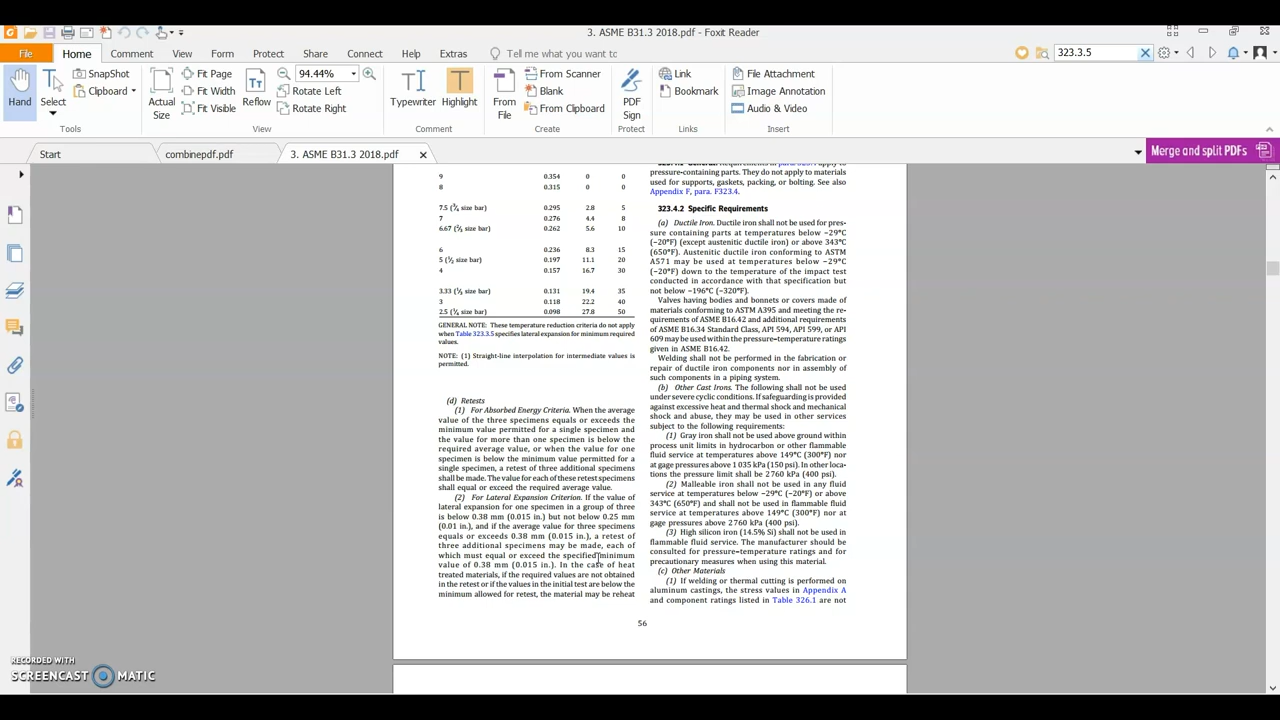 3. ASME B31.3 2018.pdf - Foxit Reader
323.3.5
File
Home
Comment
View
Form
Protect
Share
Connect
Help
Extras
Tell me what you want to
Hand
Select
SnapShot
Clipboard
Tools
Actual
Size
Fit Page
Fit Width
Fit Visible
Reflow
94.44%
Rotate Left
Rotate Right
View
Typewriter
Highlight
Comment
From
File
From Scanner
Blank
From Clipboard
Create
PDF
Sign
Protect
Link
Bookmark
Links
File Attachment
Image Annotation
Audio & Video
Insert
Start
combinepdf.pdf
3. ASME B31.3 2018.pdf
Merge and split PDFs
9 0.354 0 0
8 0.315 0 0
7.5 (3/4 size bar) 0.295 2.8 5
7 0.276 4.4 8
6.67 (2/3 size bar) 0.262 5.6 10
6 0.236 8.3 15
5 (1/2 size bar) 0.197 11.1 20
4 0.157 16.7 30
3.33 (1/3 size bar) 0.131 19.4 35
3 0.118 22.2 40
2.5 (1/4 size bar) 0.098 27.8 50
GENERAL NOTE: These temperature reduction criteria do not apply
when Table 323.3.5 specifies lateral expansion for minimum required
values.
NOTE: (1) Straight-line interpolation for intermediate values is
permitted.
(d) Retests
(1) For Absorbed Energy Criteria. When the average
value of the three specimens equals or exceeds the
minimum value permitted for a single specimen and
the value for more than one specimen is below the
required average value, or when the value for one
specimen is below the minimum value permitted for a
single specimen, a retest of three additional specimens
shall be made. The value for each of these retest specimens
shall equal or exceed the required average value.
(2) For Lateral Expansion Criterion. If the value of
lateral expansion for one specimen in a group of three
is below 0.38 mm (0.015 in.) but not below 0.25 mm
(0.01 in.), and if the average value for three specimens
equals or exceeds 0.38 mm (0.015 in.), a retest of
three additional specimens may be made, each of
which must equal or exceed the specified minimum
value of 0.38 mm (0.015 in.). In the case of heat
treated materials, if the required values are not obtained
in the retest or if the values in the initial test are below the
minimum allowed for retest, the material may be reheat
pressure-containing parts. They do not apply to materials
used for supports, gaskets, packing, or bolting. See also
Appendix F, para. F323.4.
323.4.2 Specific Requirements
(a) Ductile Iron. Ductile iron shall not be used for pres-
sure containing parts at temperatures below −29°C
(−20°F) (except austenitic ductile iron) or above 343°C
(650°F). Austenitic ductile iron conforming to ASTM
A571 may be used at temperatures below −29°C
(−20°F) down to the temperature of the impact test
conducted in accordance with that specification but
not below −196°C (−320°F).
Valves having bodies and bonnets or covers made of
materials conforming to ASTM A395 and meeting the re-
quirements of ASME B16.42 and additional requirements
of ASME B16.34 Standard Class, API 594, API 599, or API
609 may be used within the pressure–temperature ratings
given in ASME B16.42.
Welding shall not be performed in the fabrication or
repair of ductile iron components nor in assembly of
such components in a piping system.
(b) Other Cast Irons. The following shall not be used
under severe cyclic conditions. If safeguarding is provided
against excessive heat and thermal shock and mechanical
shock and abuse, they may be used in other services
subject to the following requirements:
(1) Gray iron shall not be used above ground within
process unit limits in hydrocarbon or other flammable
fluid service at temperatures above 149°C (300°F) nor
at gage pressures above 1 035 kPa (150 psi). In other loca-
tions the pressure limit shall be 2760 kPa (400 psi).
(2) Malleable iron shall not be used in any fluid
service at temperatures below −29°C (−20°F) or above
343°C (650°F) and shall not be used in flammable fluid
service at temperatures above 149°C (300°F) nor at
gage pressures above 2760 kPa (400 psi).
(3) High silicon iron (14.5% Si) shall not be used in
flammable fluid service. The manufacturer should be
consulted for pressure–temperature ratings and for
precautionary measures when using this material.
(c) Other Materials
(1) If welding or thermal cutting is performed on
aluminum castings, the stress values in Appendix A
and component ratings listed in Table 326.1 are not
56
RECORDED WITH
SCREENCAST MATIC